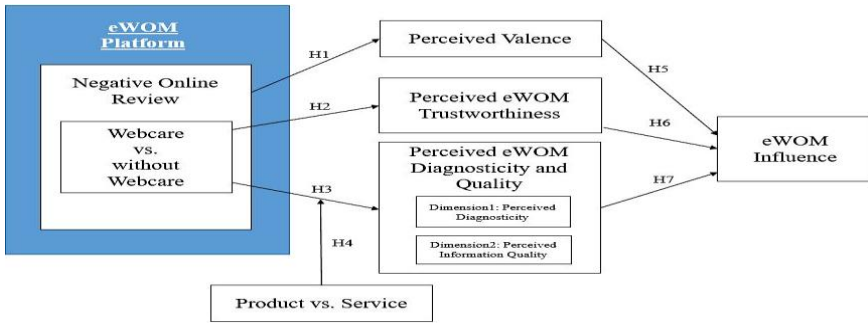 eWOM
Platform
Negative Online
Review
Webcare
vs.
without
Webcare
H1
H2
H3
H4
Perceived Valence
Perceived eWOM
Trustworthiness
Perceived eWOM
Diagnosticity and
Quality
Dimension1: Perceived
Diagnosticity
Dimension2: Perceived
Information Quality
Product vs. Service
H5
H6
H7
eWOM
Influence